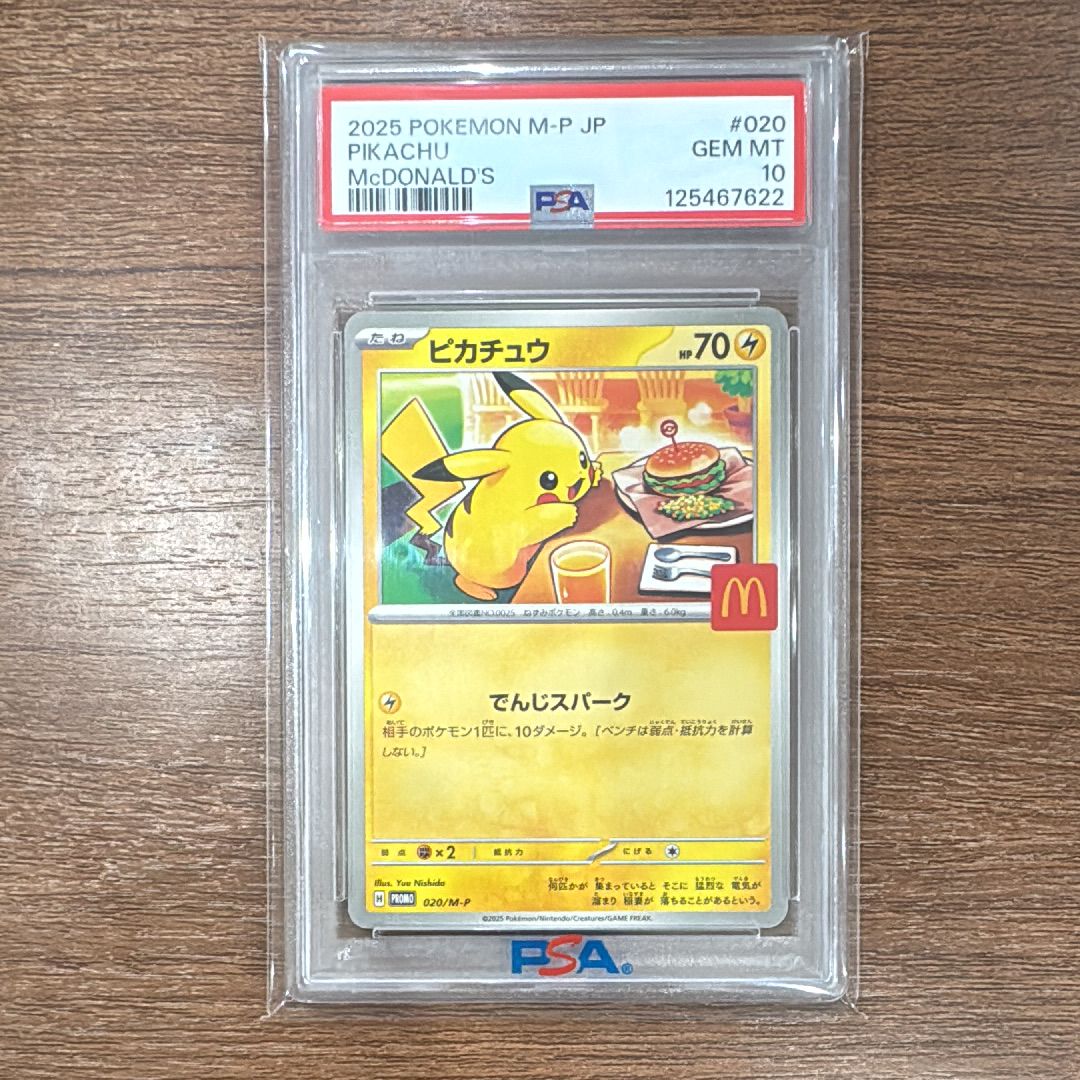 2025 POKEMON M-P JP #020
PIKACHU GEM MT
McDONALD'S 10
PSA 125467622
たね ピカチュウ HP 70
全国図鑑NO.0025 ねずみポケモン 高さ:0.4m 重さ:6.0kg
でんじスパーク
相手のポケモン1匹に、10ダメージ。[ベンチは弱点・抵抗力を計算
しない。]
弱点 ×2 抵抗力 にげる
Illus. Yuu Nishida
何匹かが 集まっていると そこに 猛烈な 電気が
溜まり 稲妻が 落ちることがあるという。
H PROMO 020/M-P
©2025 Pokémon/Nintendo/Creatures/GAME FREAK.
PSA®